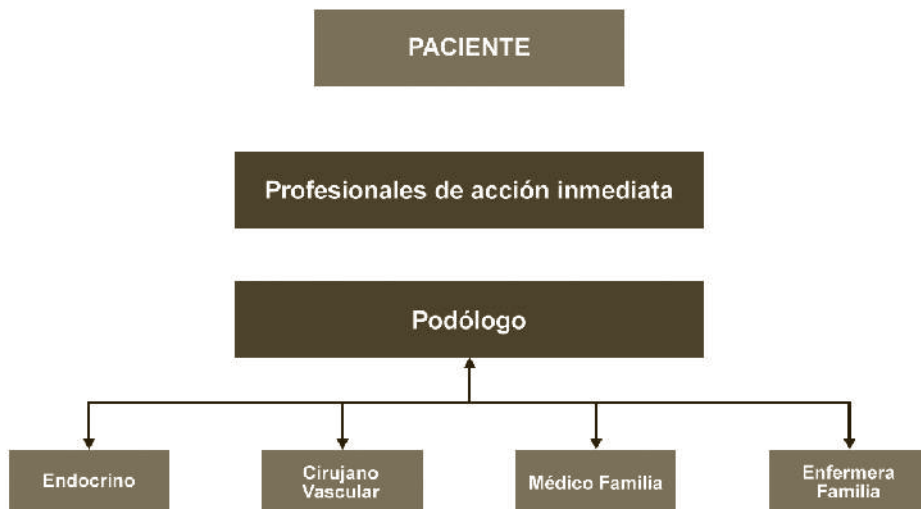 PACIENTE
Profesionales de acción inmediata
Podólogo
Endocrino
Cirujano
Vascular
Médico Familia
Enfermera
Familia